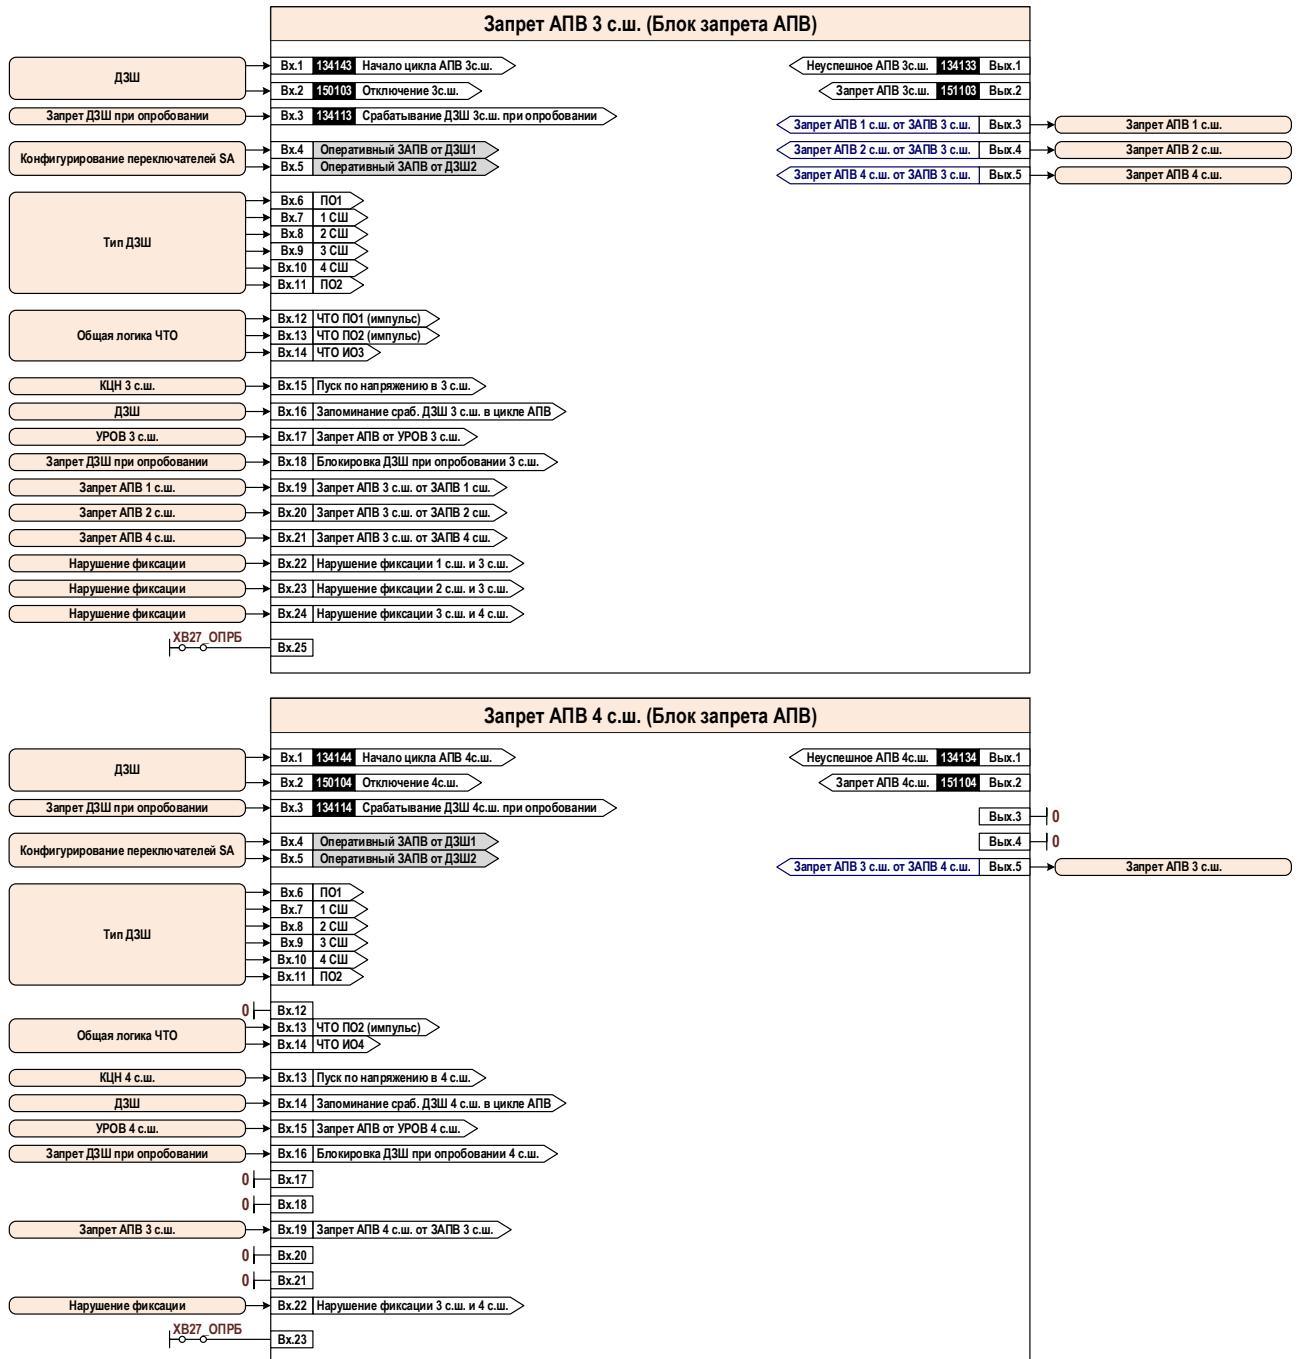 Запрет АПВ 3 с.ш. (Блок запрета АПВ)
ДЗШ
Вх.1 134143 Начало цикла АПВ 3с.ш.
Неуспешное АПВ 3с.ш. 134133 Вых.1
Вх.2 150103 Отключение 3с.ш.
Запрет АПВ 3с.ш. 151103 Вых.2
Запрет ДЗШ при опробовании Вх.3 134113 Срабатывание ДЗШ 3с.ш. при опробовании
Запрет АПВ 1 с.ш. от ЗАПВ 3 с.ш. Вых.3 Запрет АПВ 1 с.ш.
Конфигурирование переключателей SA
Вх.4 Оперативный ЗАПВ от ДЗШ1
Запрет АПВ 2 с.ш. от ЗАПВ 3 с.ш. Вых.4 Запрет АПВ 2 с.ш.
Вх.5 Оперативный ЗАПВ от ДЗШ2
Запрет АПВ 4 с.ш. от ЗАПВ 3 с.ш. Вых.5 Запрет АПВ 4 с.ш.
Тип ДЗШ
Вх.6 ПО1
Вх.7 1 СШ
Вх.8 2 СШ
Вх.9 3 СШ
Вх.10 4 СШ
Вх.11 ПО2
Общая логика ЧТО
Вх.12 ЧТО ПО1 (импульс)
Вх.13 ЧТО ПО2 (импульс)
Вх.14 ЧТО ИО3
КЦН 3 с.ш. Вх.15 Пуск по напряжению в 3 с.ш.
ДЗШ Вх.16 Запоминание сраб. ДЗШ 3 с.ш. в цикле АПВ
УРОВ 3 с.ш. Вх.17 Запрет АПВ от УРОВ 3 с.ш.
Запрет ДЗШ при опробовании Вх.18 Блокировка ДЗШ при опробовании 3 с.ш.
Запрет АПВ 1 с.ш. Вх.19 Запрет АПВ 3 с.ш. от ЗАПВ 1 сш.
Запрет АПВ 2 с.ш. Вх.20 Запрет АПВ 3 с.ш. от ЗАПВ 2 сш.
Запрет АПВ 4 с.ш. Вх.21 Запрет АПВ 3 с.ш. от ЗАПВ 4 сш.
Нарушение фиксации Вх.22 Нарушение фиксации 1 с.ш. и 3 с.ш.
Нарушение фиксации Вх.23 Нарушение фиксации 2 с.ш. и 3 с.ш.
Нарушение фиксации Вх.24 Нарушение фиксации 3 с.ш. и 4 с.ш.
XB27_ОПРБ Вх.25
Запрет АПВ 4 с.ш. (Блок запрета АПВ)
ДЗШ
Вх.1 134144 Начало цикла АПВ 4с.ш.
Неуспешное АПВ 4с.ш. 134134 Вых.1
Вх.2 150104 Отключение 4с.ш.
Запрет АПВ 4с.ш. 151104 Вых.2
Запрет ДЗШ при опробовании Вх.3 134114 Срабатывание ДЗШ 4с.ш. при опробовании
Вых.3 0
Конфигурирование переключателей SA
Вх.4 Оперативный ЗАПВ от ДЗШ1
Вых.4 0
Вх.5 Оперативный ЗАПВ от ДЗШ2
Запрет АПВ 3 с.ш. от ЗАПВ 4 с.ш. Вых.5 Запрет АПВ 3 с.ш.
Тип ДЗШ
Вх.6 ПО1
Вх.7 1 СШ
Вх.8 2 СШ
Вх.9 3 СШ
Вх.10 4 СШ
Вх.11 ПО2
0 Вх.12
Общая логика ЧТО
Вх.13 ЧТО ПО2 (импульс)
Вх.14 ЧТО ИО4
КЦН 4 с.ш. Вх.13 Пуск по напряжению в 4 с.ш.
ДЗШ Вх.14 Запоминание сраб. ДЗШ 4 с.ш. в цикле АПВ
УРОВ 4 с.ш. Вх.15 Запрет АПВ от УРОВ 4 с.ш.
Запрет ДЗШ при опробовании Вх.16 Блокировка ДЗШ при опробовании 4 с.ш.
0 Вх.17
0 Вх.18
Запрет АПВ 3 с.ш. Вх.19 Запрет АПВ 4 с.ш. от ЗАПВ 3 с.ш.
0 Вх.20
0 Вх.21
Нарушение фиксации Вх.22 Нарушение фиксации 3 с.ш. и 4 с.ш.
XB27_ОПРБ Вх.23